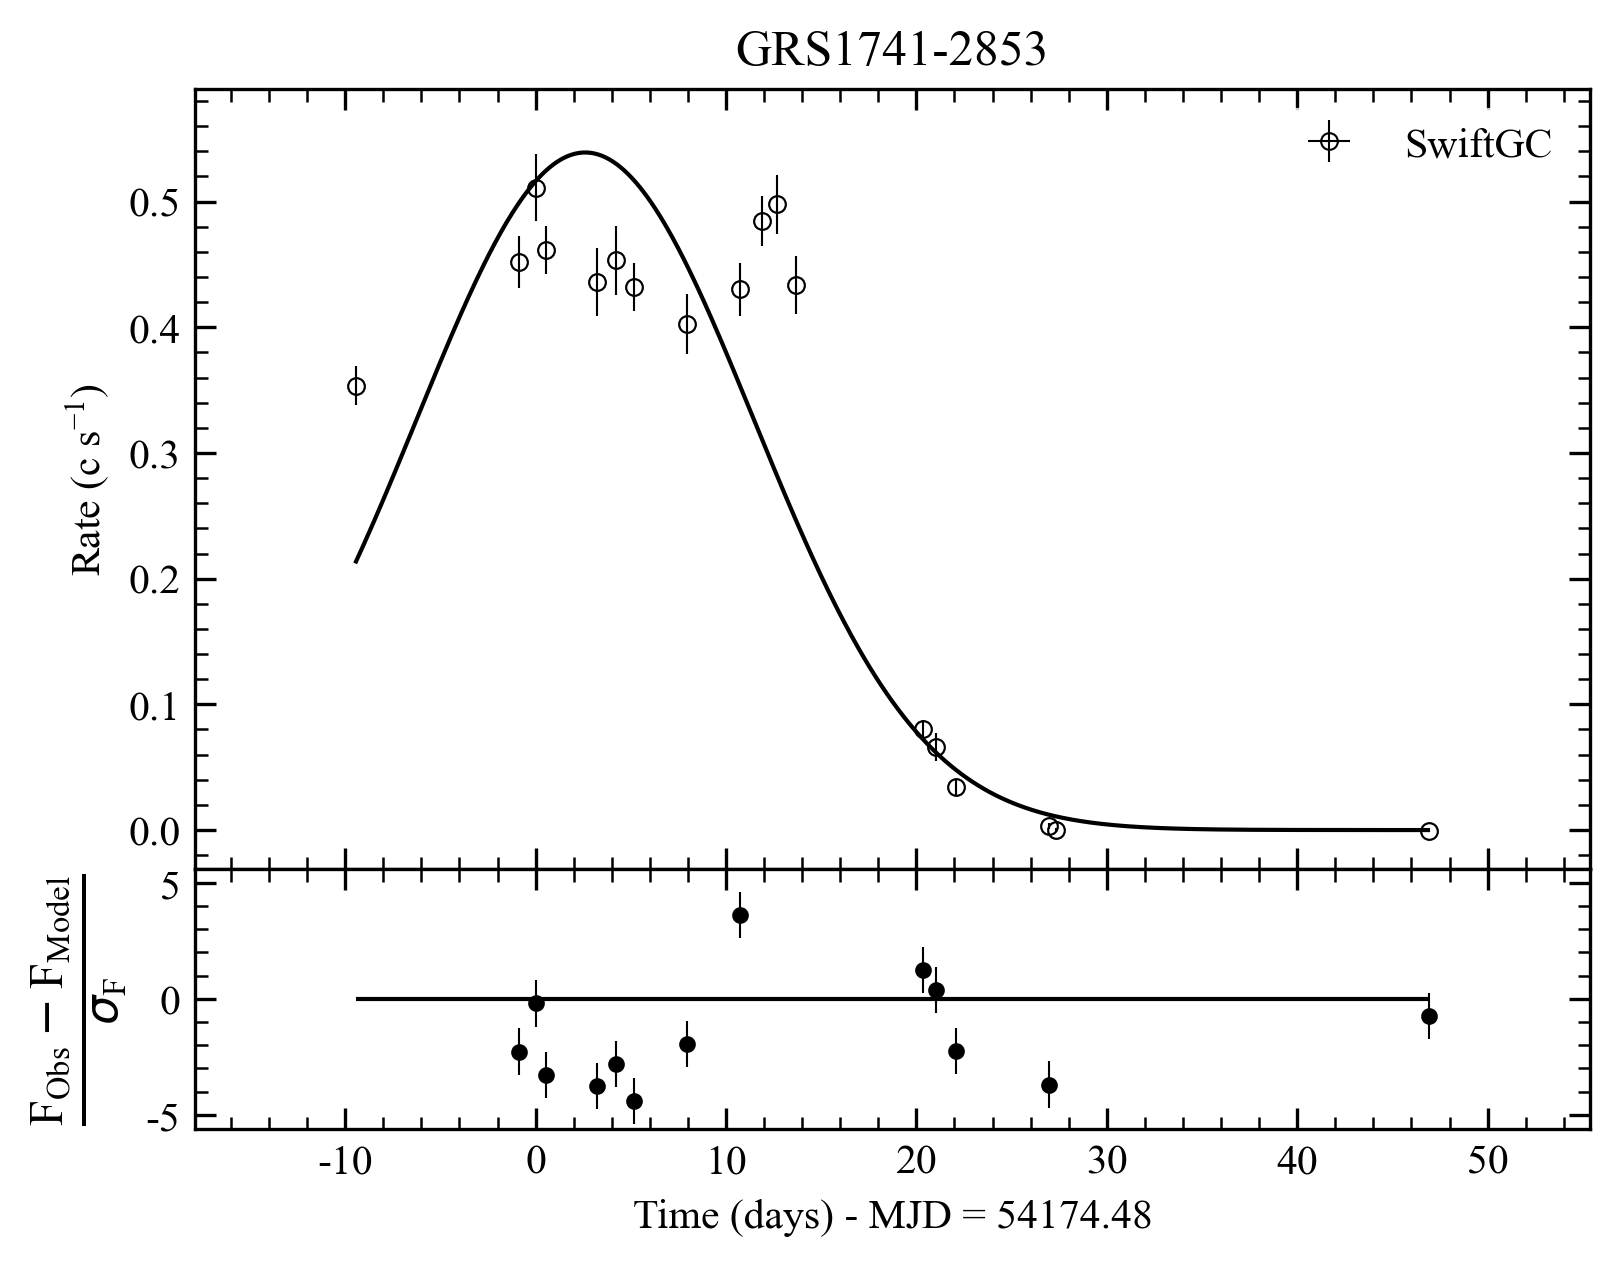 GRS1741-2853
SwiftGC
Rate (c s⁻¹)
0.5
0.4
0.3
0.2
0.1
0.0
F_Obs − F_Model
σ_F
5
0
-5
-10 0 10 20 30 40 50
Time (days) - MJD = 54174.48